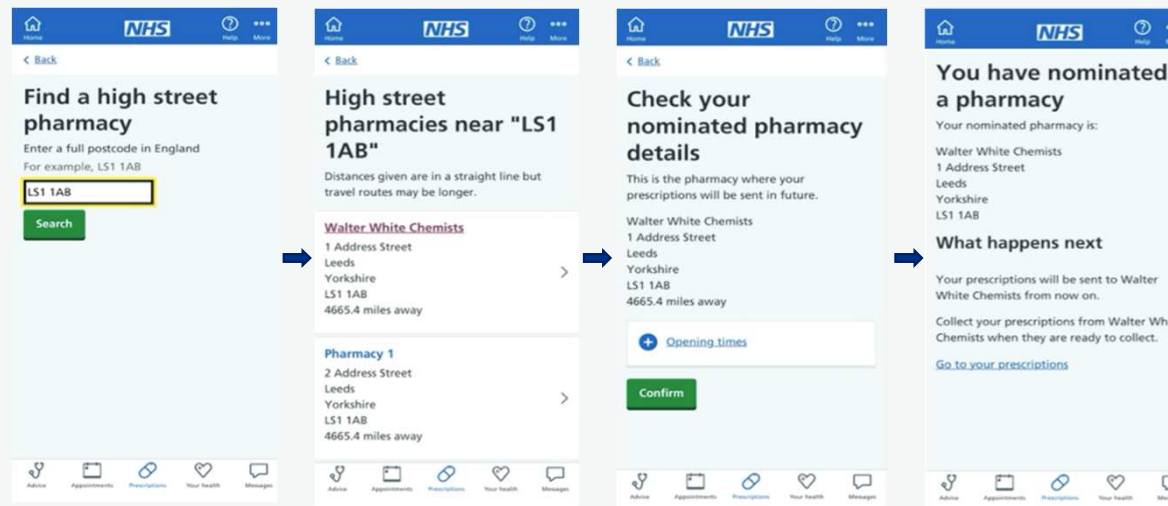 Home
NHS
Help
More
< Back
Find a high street
pharmacy
Enter a full postcode in England
For example, LS1 1AB
LS1 1AB
Search
Advice
Appointments
Prescriptions
Your health
Messages
Home
NHS
Help
More
< Back
High street
pharmacies near "LS1
1AB"
Distances given are in a straight line but
travel routes may be longer.
Walter White Chemists
1 Address Street
Leeds
Yorkshire
LS1 1AB
4665.4 miles away
Pharmacy 1
2 Address Street
Leeds
Yorkshire
LS1 1AB
4665.4 miles away
Advice
Appointments
Prescriptions
Your health
Messages
Home
NHS
Help
More
< Back
Check your
nominated pharmacy
details
This is the pharmacy where your
prescriptions will be sent in future.
Walter White Chemists
1 Address Street
Leeds
Yorkshire
LS1 1AB
4665.4 miles away
Opening times
Confirm
Advice
Appointments
Prescriptions
Your health
Messages
Home
NHS
Help
You have nominated
a pharmacy
Your nominated pharmacy is:
Walter White Chemists
1 Address Street
Leeds
Yorkshire
LS1 1AB
What happens next
Your prescriptions will be sent to Walter
White Chemists from now on.
Collect your prescriptions from Walter Wh
Chemists when they are ready to collect.
Go to your prescriptions
Advice
Appointments
Prescriptions
Your health